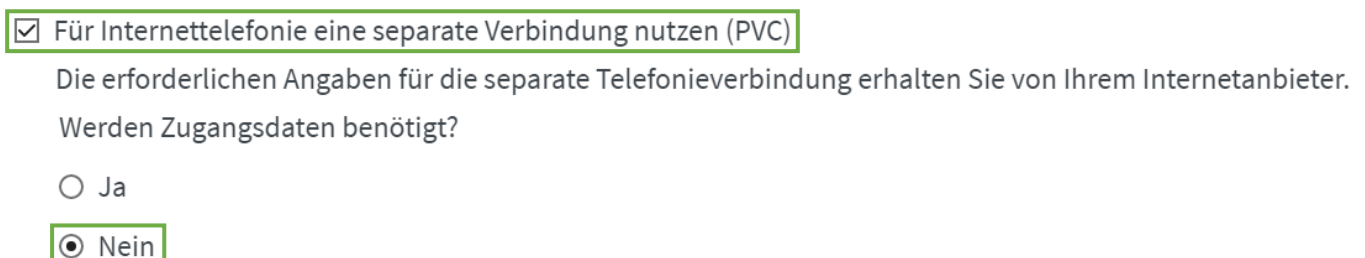 Für Internettelefonie eine separate Verbindung nutzen (PVC)
Die erforderlichen Angaben für die separate Telefonieverbindung erhalten Sie von Ihrem Internetanbieter.
Werden Zugangsdaten benötigt?
Ja
Nein